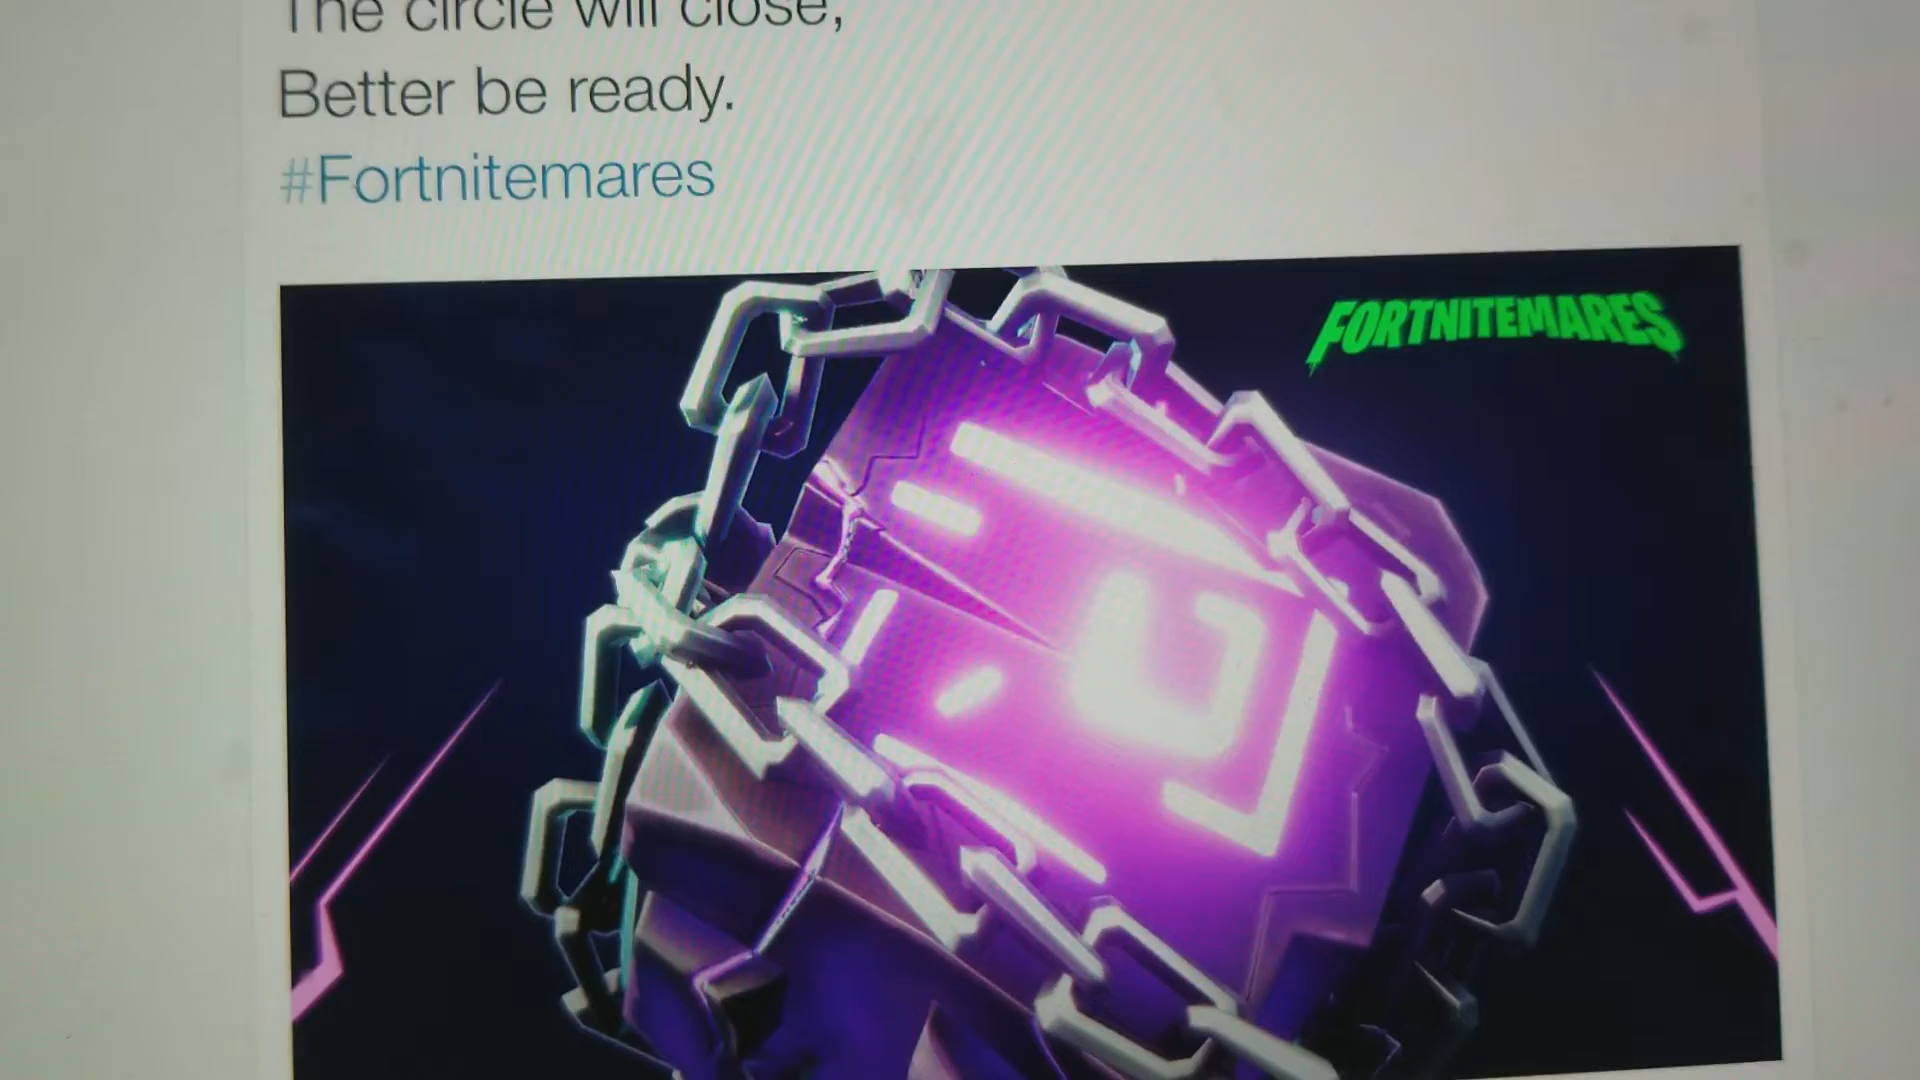 The circle will close,
Better be ready.
#Fortnitemares
FORTNITEMARES